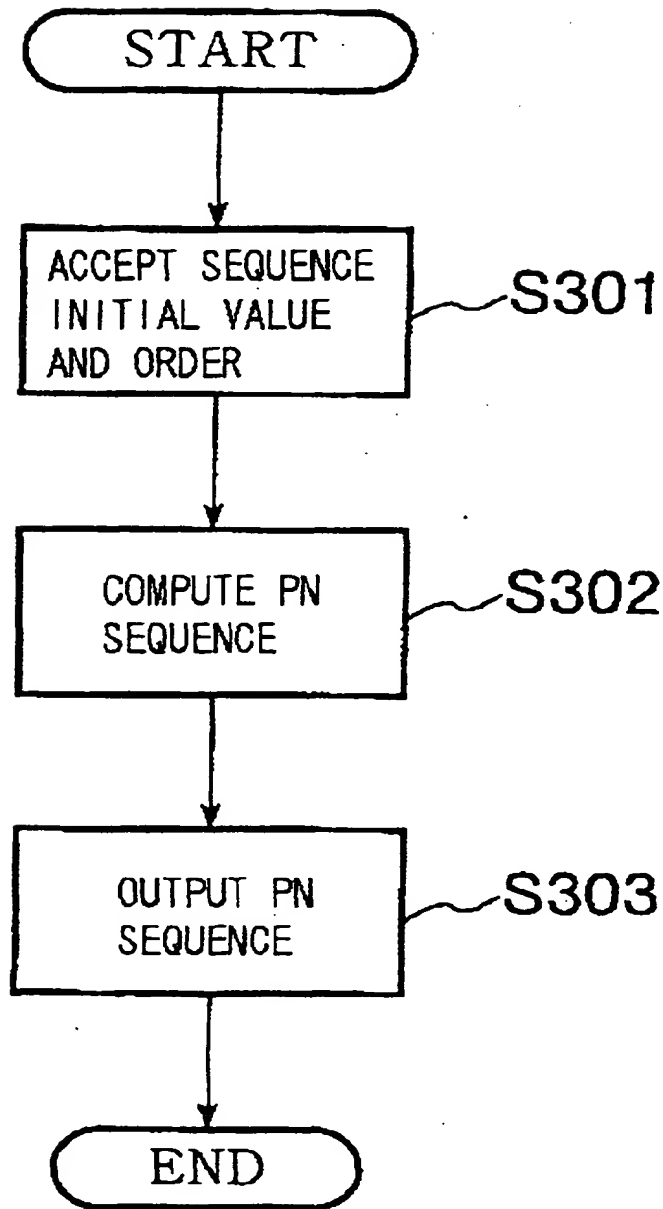 START
ACCEPT SEQUENCE
INITIAL VALUE
AND ORDER
S301
COMPUTE PN
SEQUENCE
S302
OUTPUT PN
SEQUENCE
S303
END